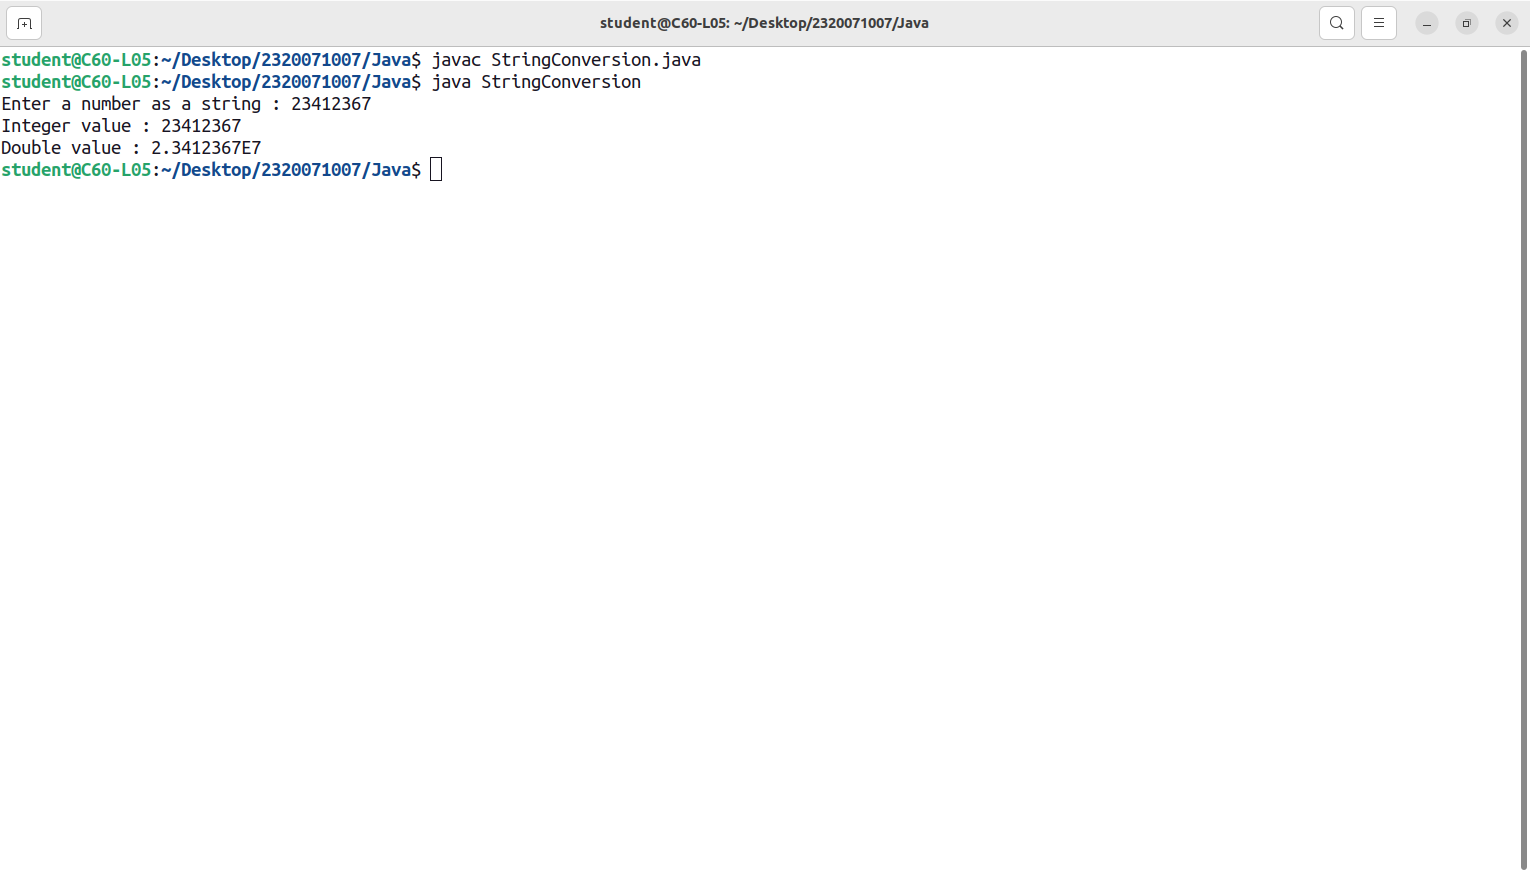 student@C60-L05: ~/Desktop/2320071007/Java
student@C60-L05:~/Desktop/2320071007/Java$ javac StringConversion.java
student@C60-L05:~/Desktop/2320071007/Java$ java StringConversion
Enter a number as a string : 23412367
Integer value : 23412367
Double value : 2.3412367E7
student@C60-L05:~/Desktop/2320071007/Java$